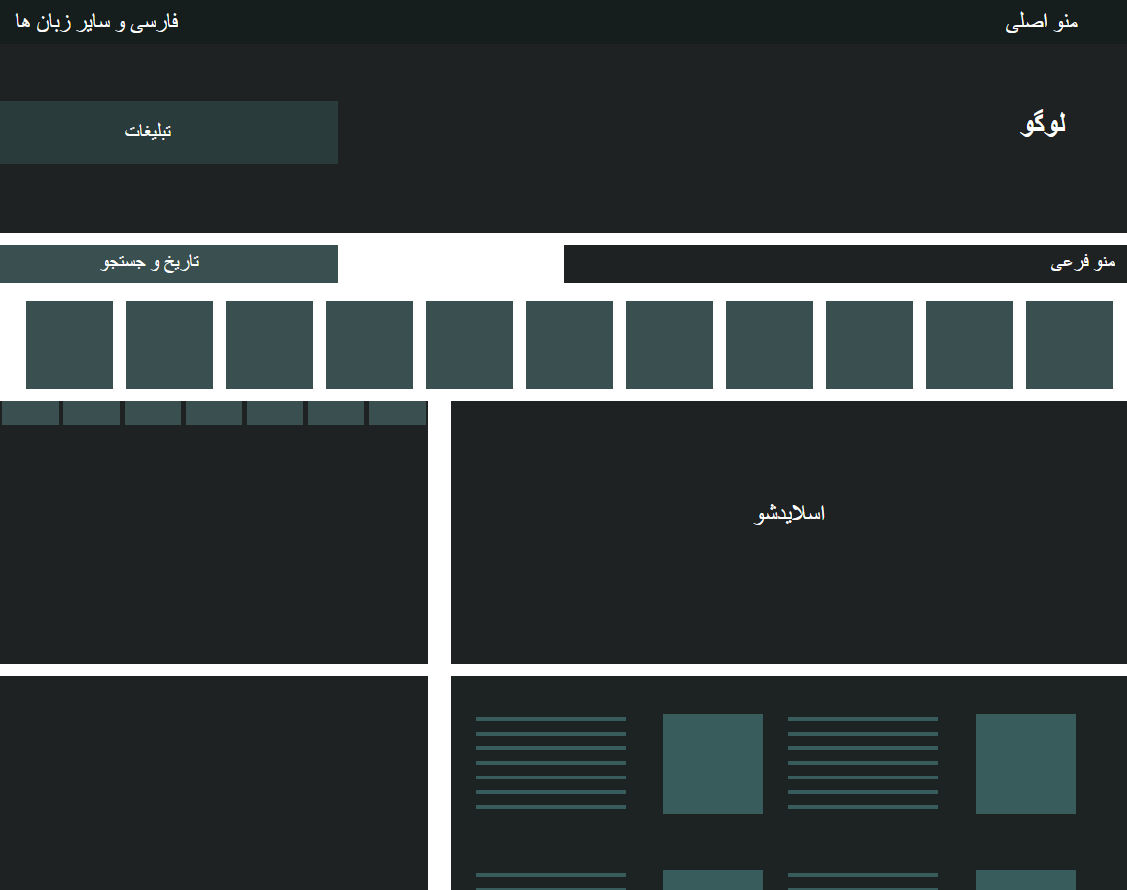 منو اصلی
فارسی و سایر زبان ها
لوگو
تبلیغات
منو فرعی
تاریخ و جستجو
اسلایدشو